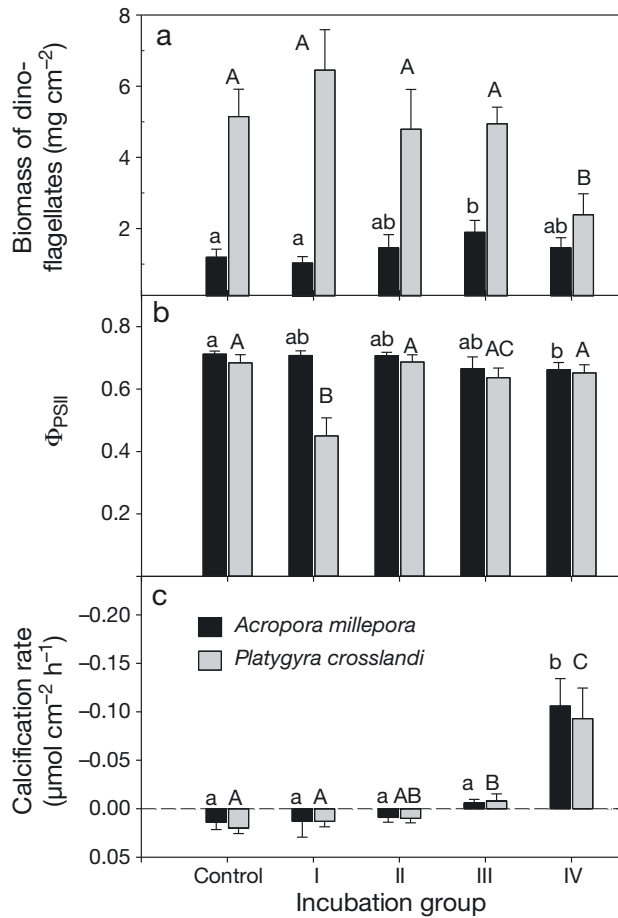 a
Biomass of dino-
flagellates (mg cm⁻²)
8
6
4
2
a A
a A
ab A
b A
ab B
b
ΦPSII
0.8
0.6
0.4
0.2
a A
ab B
ab A
ab AC
b A
c
Calcification rate
(µmol cm⁻² h⁻¹)
–0.20
–0.15
–0.10
–0.05
0.00
0.05
Acropora millepora
Platygyra crosslandi
a A
a A
a AB
a B
b C
Control I II III IV
Incubation group